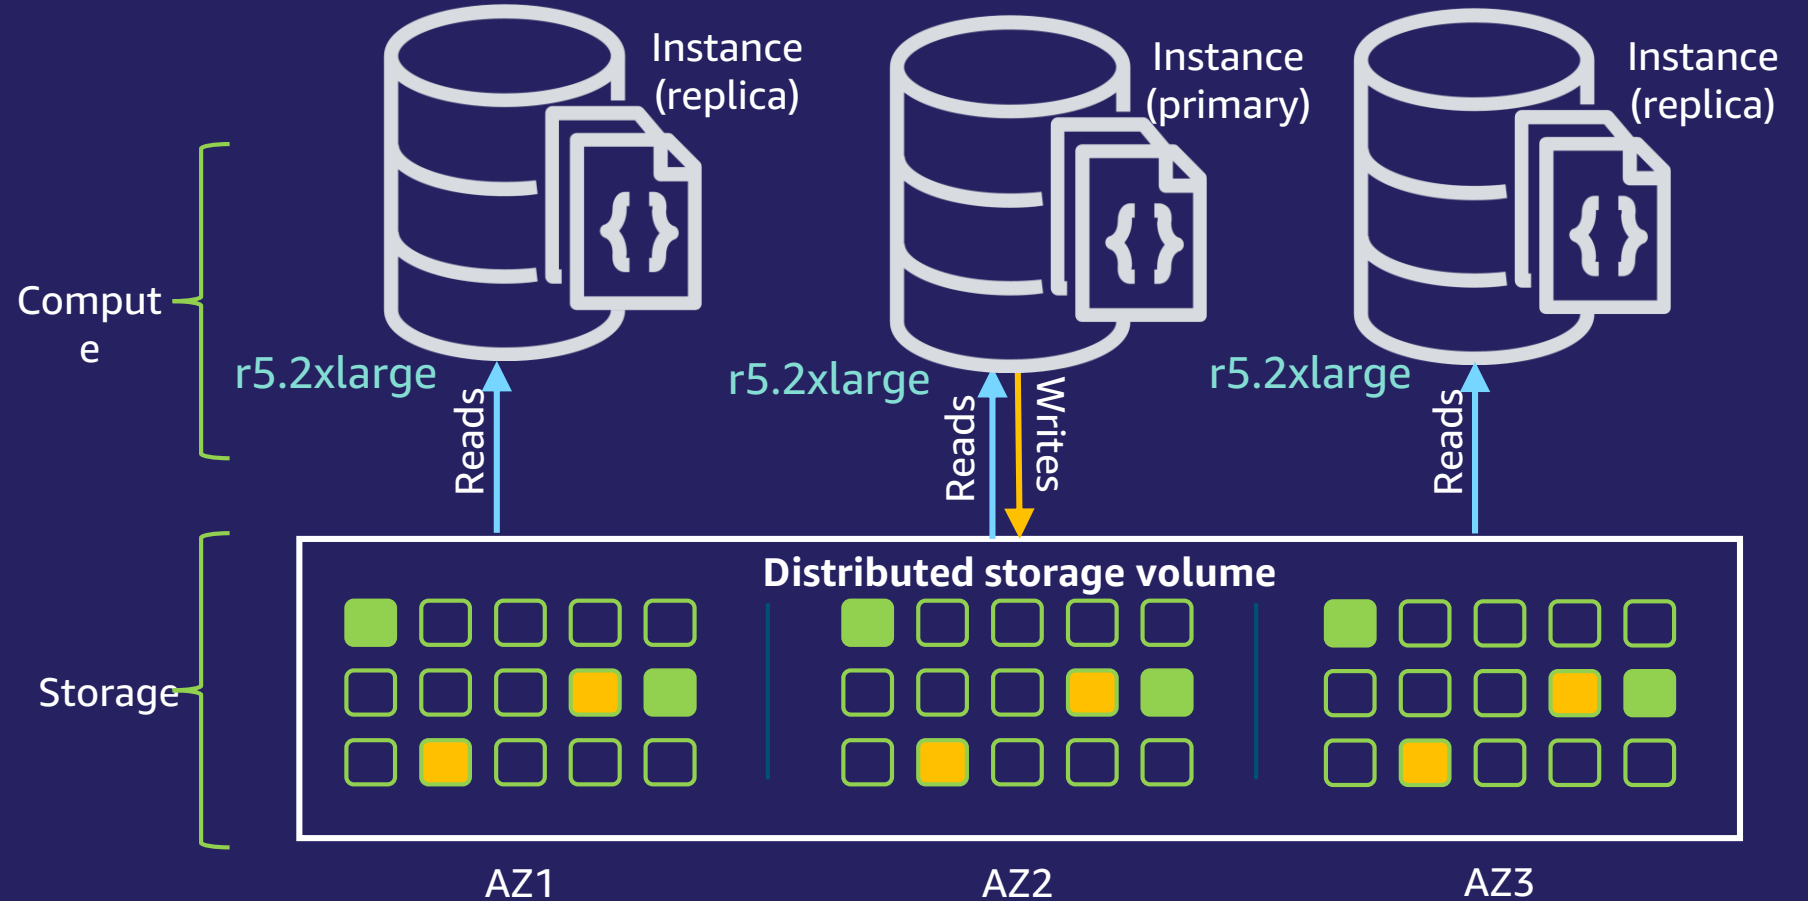 Instance
(replica)
Instance
(primary)
Instance
(replica)
Comput
e
r5.2xlarge
r5.2xlarge
r5.2xlarge
Reads
Reads
Writes
Reads
Distributed storage volume
Storage
AZ1
AZ2
AZ3